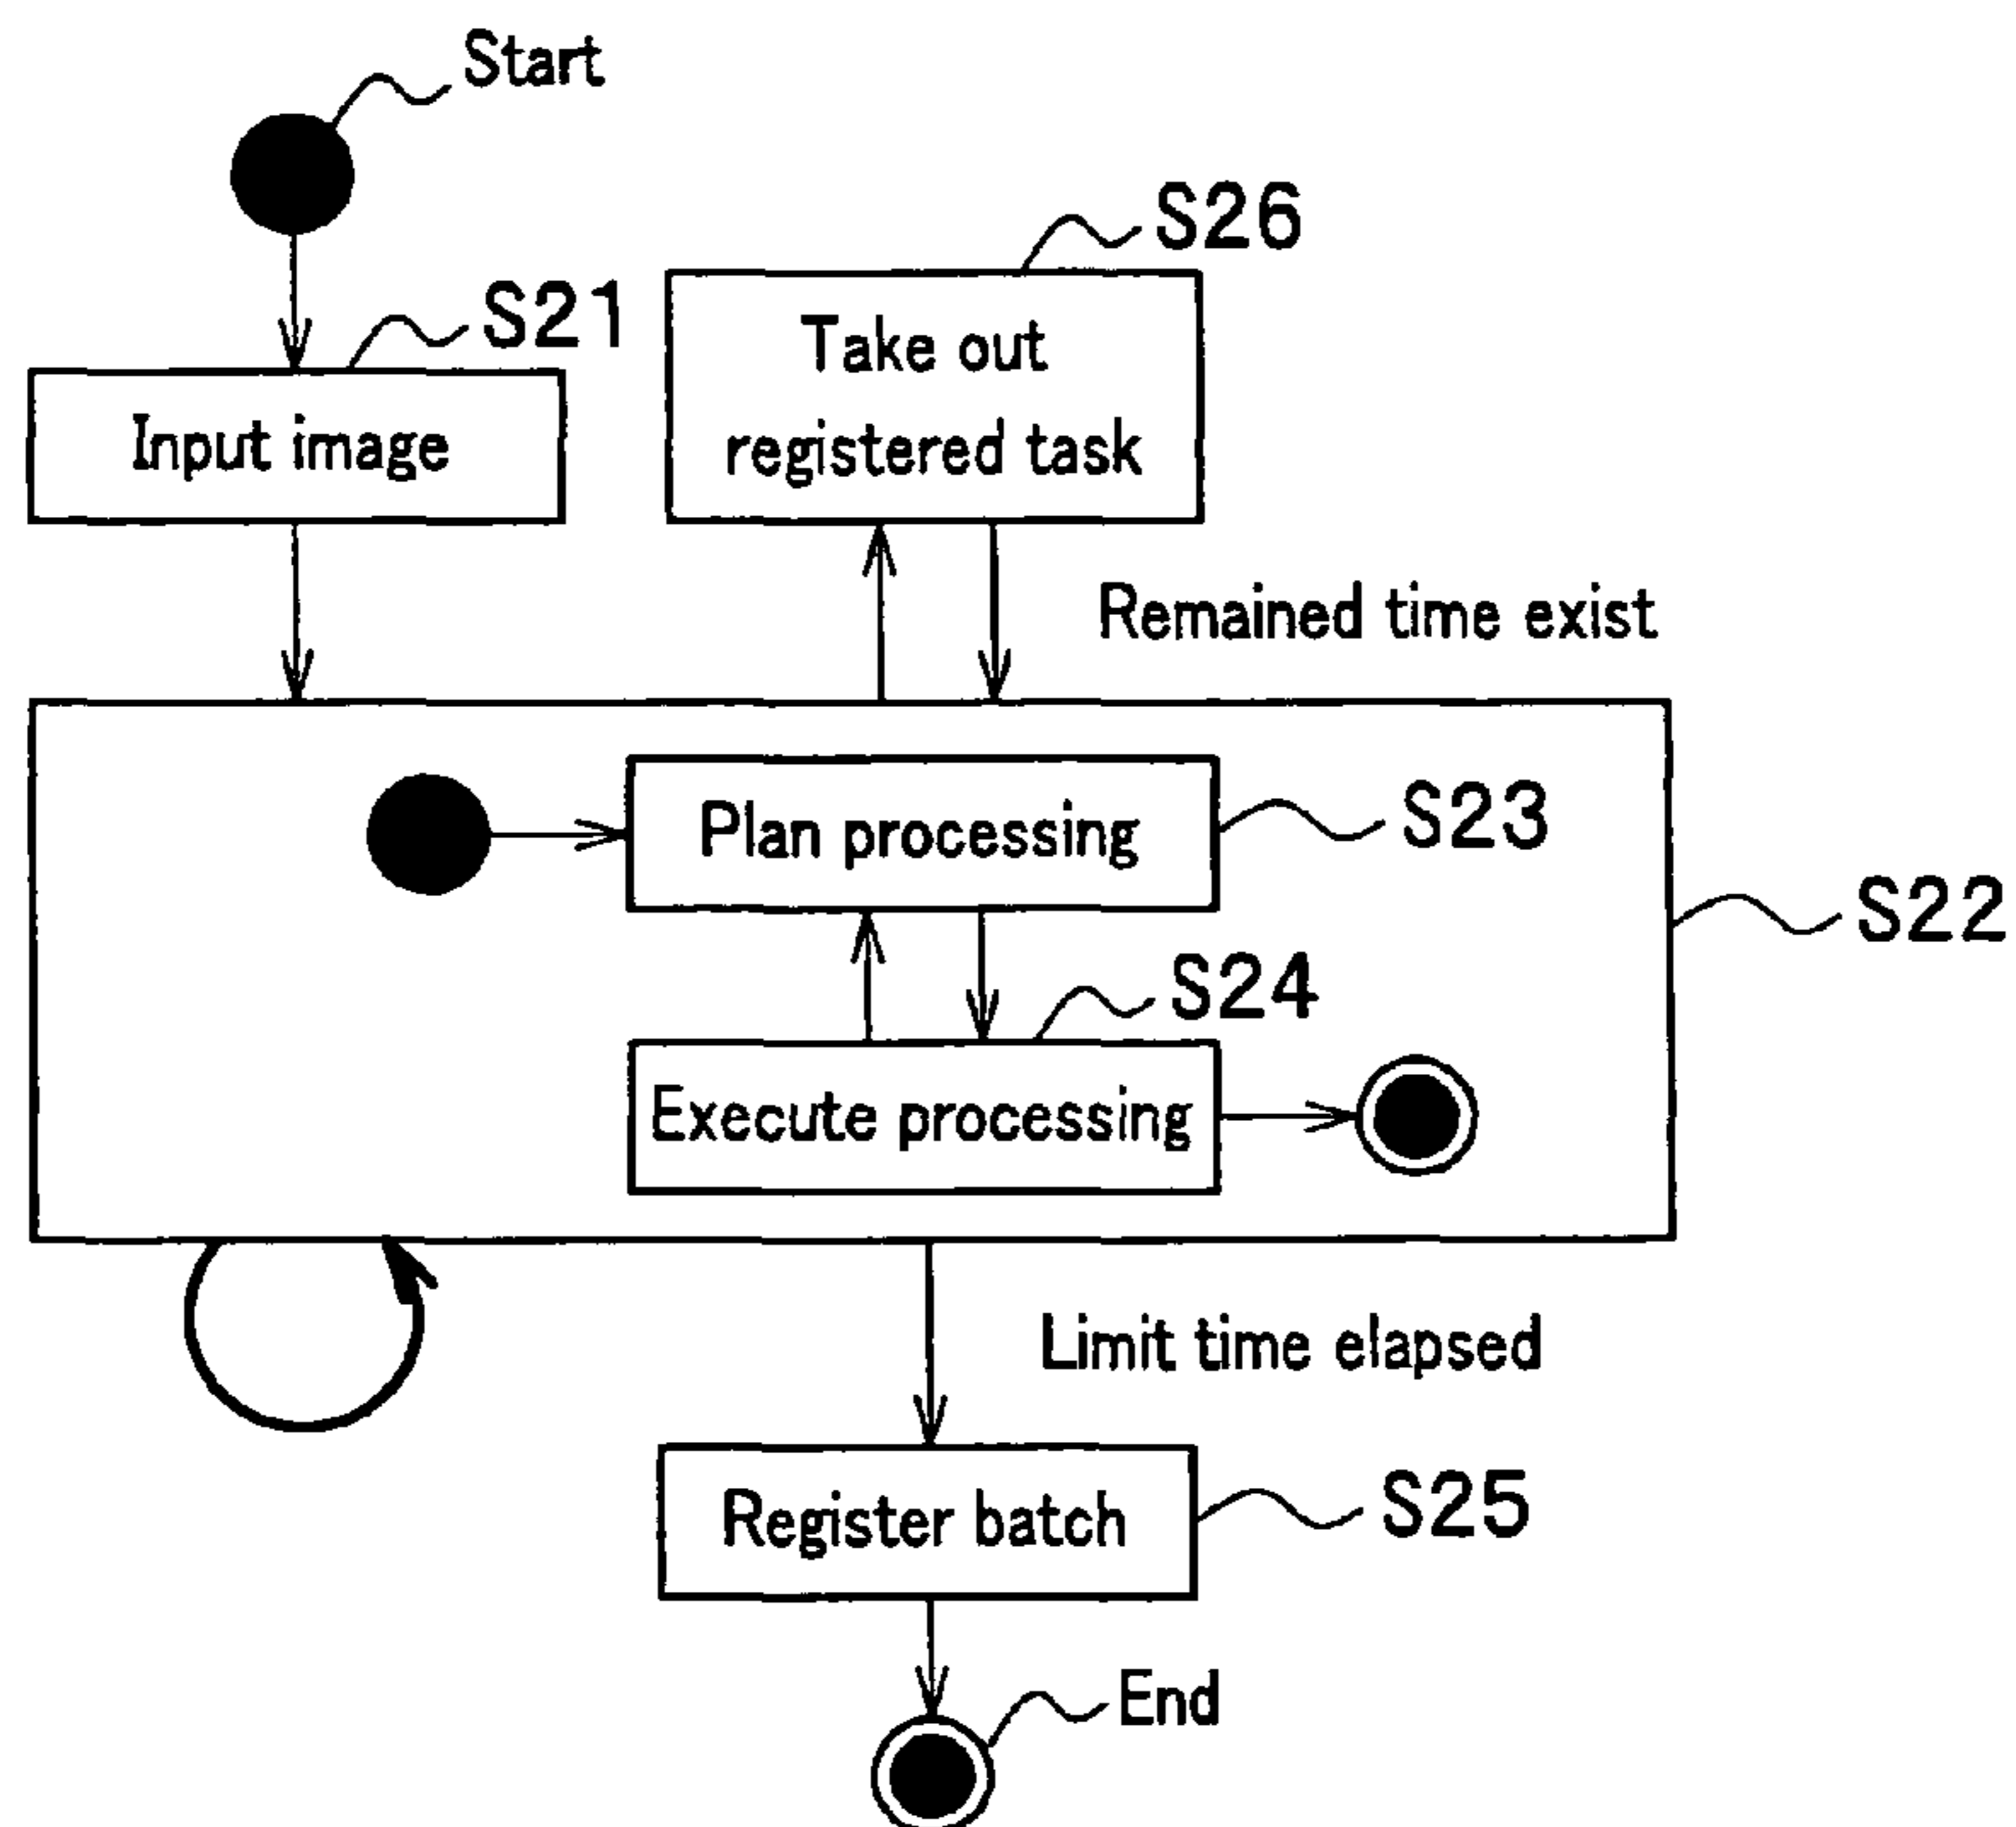 Start
S26
S21
Take out
registered task
Input image
Remained time exist
Plan processing
S23
S22
S24
Execute processing
Limit time elapsed
Register batch
S25
End